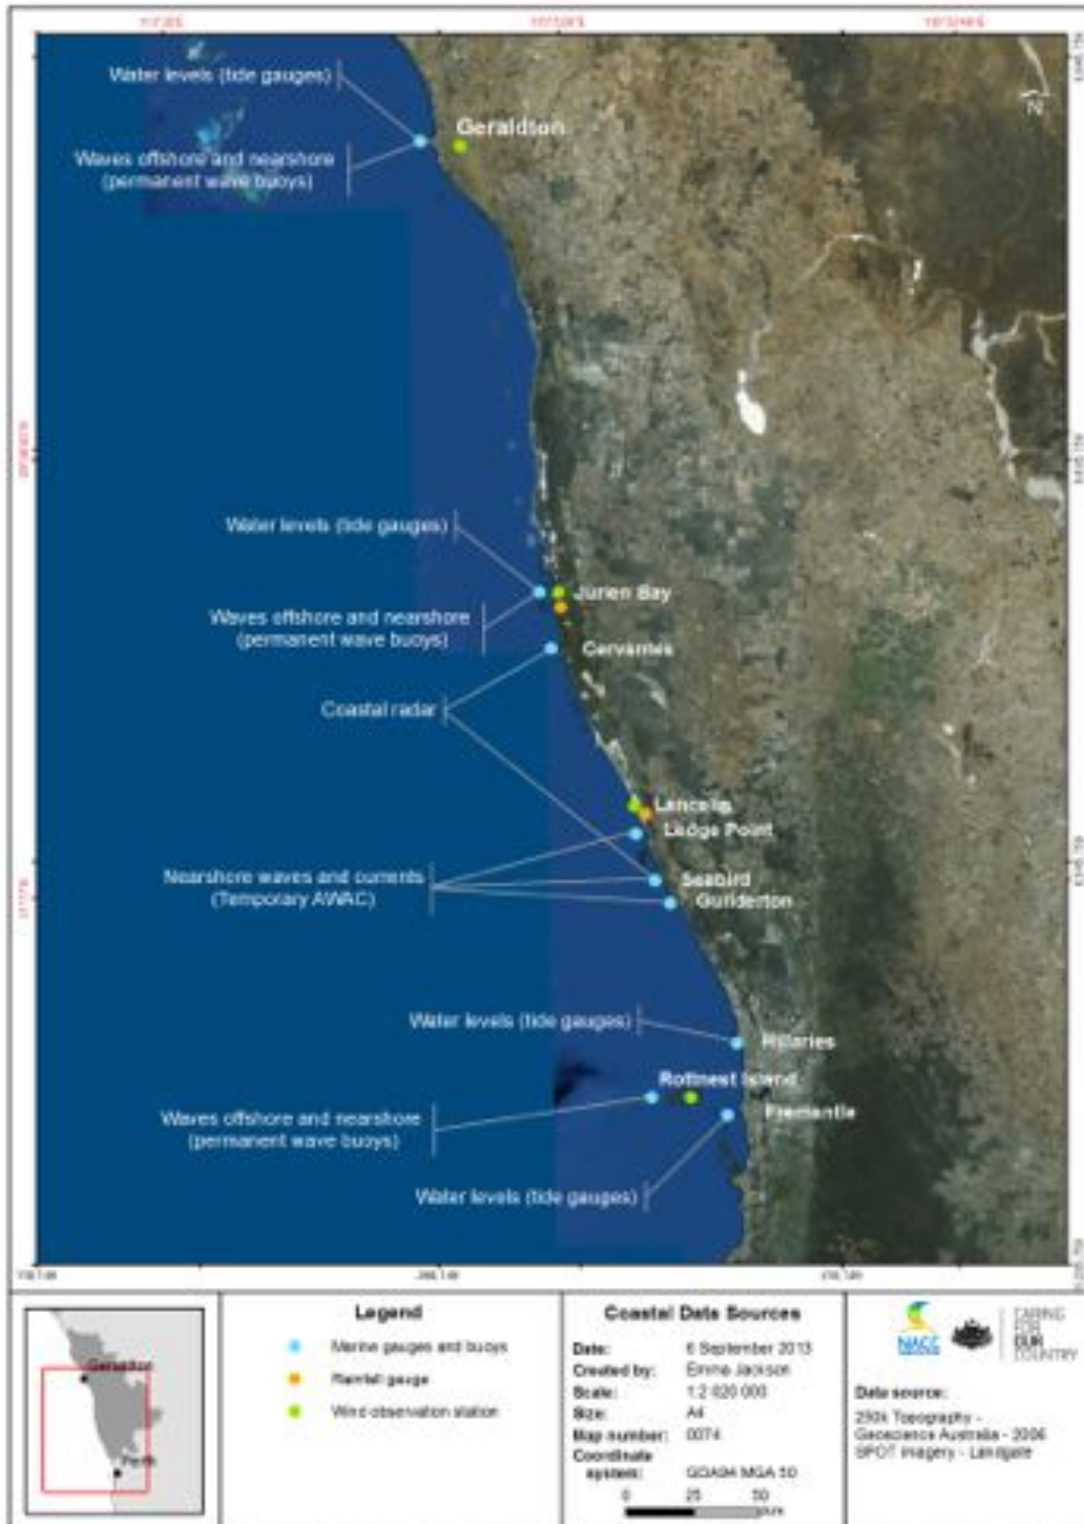 Water levels (tide gauges)
Geraldton
Waves offshore and nearshore
(permanent wave buoys)
N
Water levels (tide gauges)
Jurien Bay
Waves offshore and nearshore
(permanent wave buoys)
Cervantes
Coastal radar
Lancelin
Ledge Point
Nearshore waves and currents
(Temporary AWAC)
Seabird
Guilderton
Water levels (tide gauges)
Hillaries
Rottnest Island
Waves offshore and nearshore
(permanent wave buoys)
Fremantle
Water levels (tide gauges)
Geraldton
Perth
Legend
Marine gauges and buoys
Rainfall gauge
Wind observation station
Coastal Data Sources
Date: 6 September 2013
Created by: Emma Jackson
Scale: 1:2 020 000
Size: A4
Map number: 0074
Coordinate
system: GDA94 MGA 50
0 25 50
NACC
CARING
FOR
OUR
COUNTRY
Data source:
250k Topography -
Geoscience Australia - 2006
SPOT imagery - Landgate